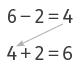 6 − 2 = 4
4 + 2 = 6